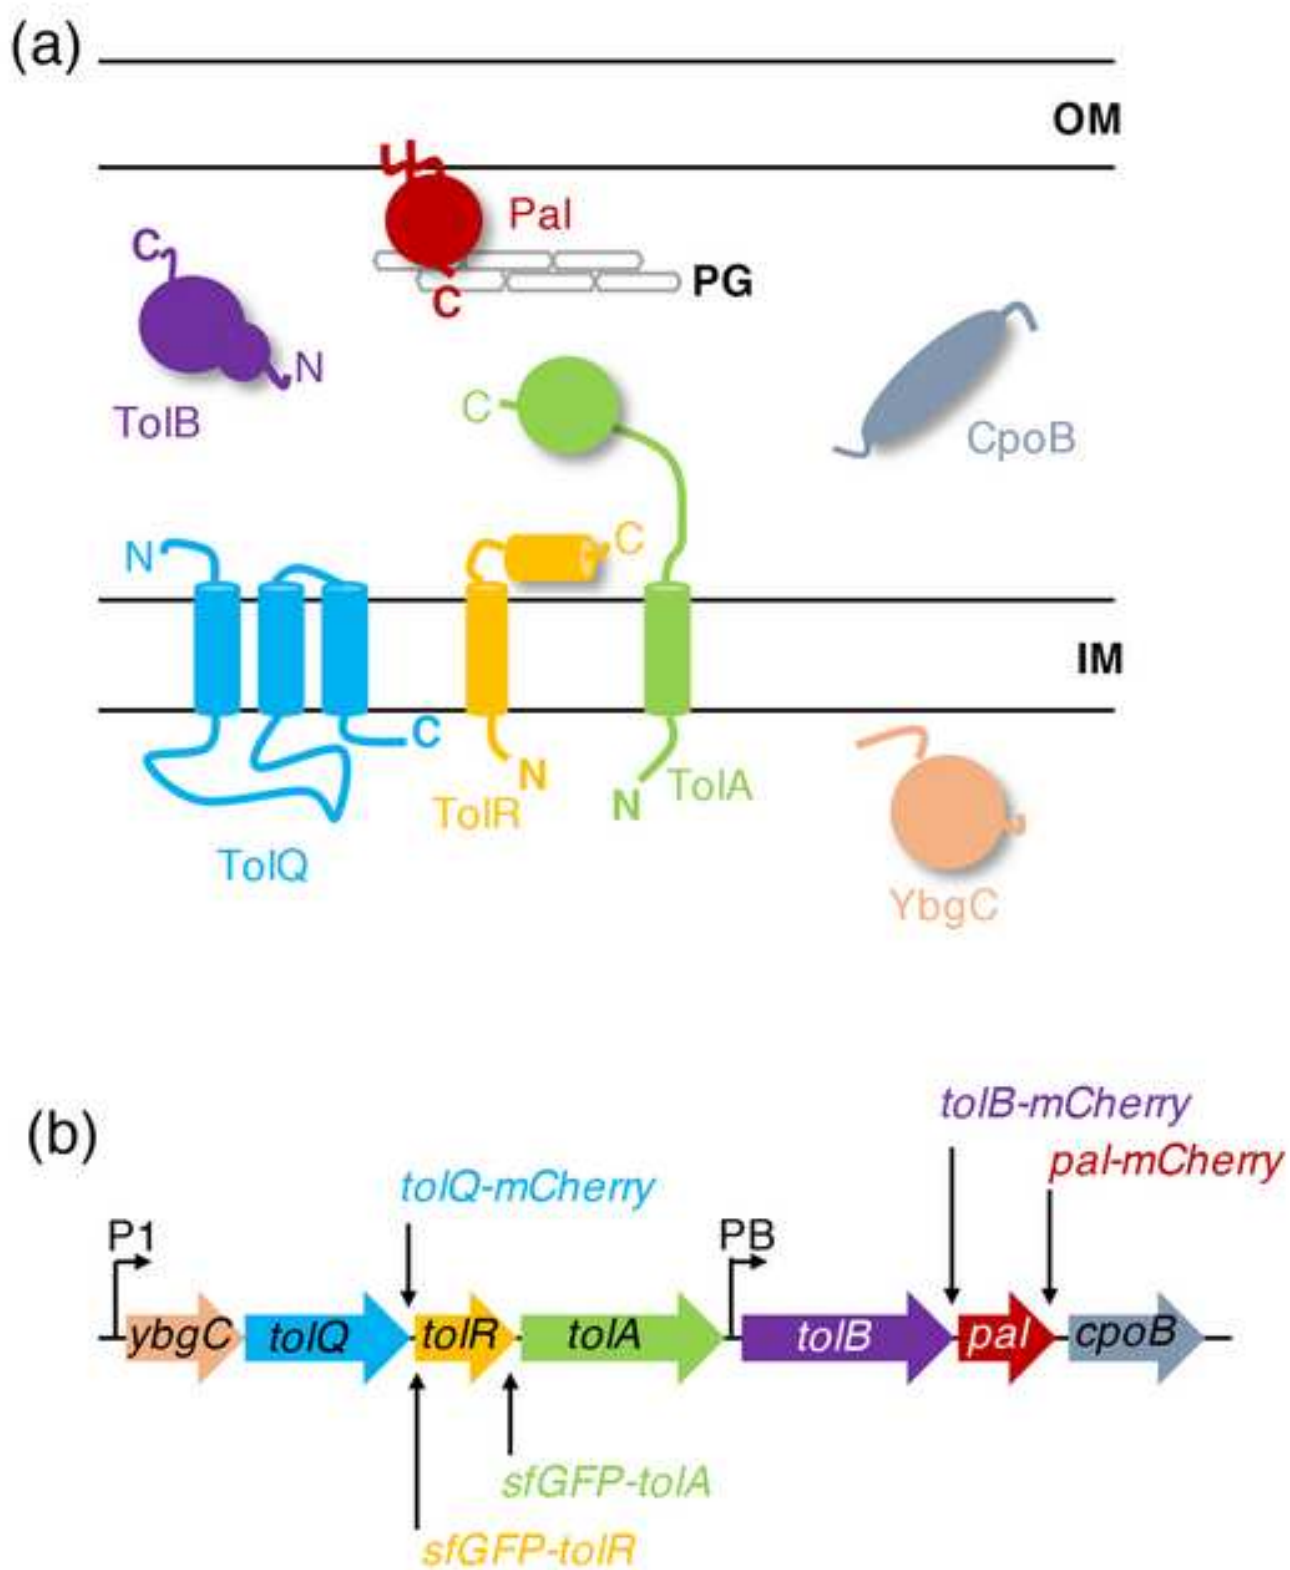 (a)
OM
Pal
C
PG
C
N
C
TolB
C
CpoB
N
C
IM
C
N
TolR
N
TolA
TolQ
YbgC
(b)
tolB-mCherry
pal-mCherry
tolQ-mCherry
P1
PB
ybgC tolQ tolR tolA tolB pal cpoB
sfGFP-tolA
sfGFP-tolR